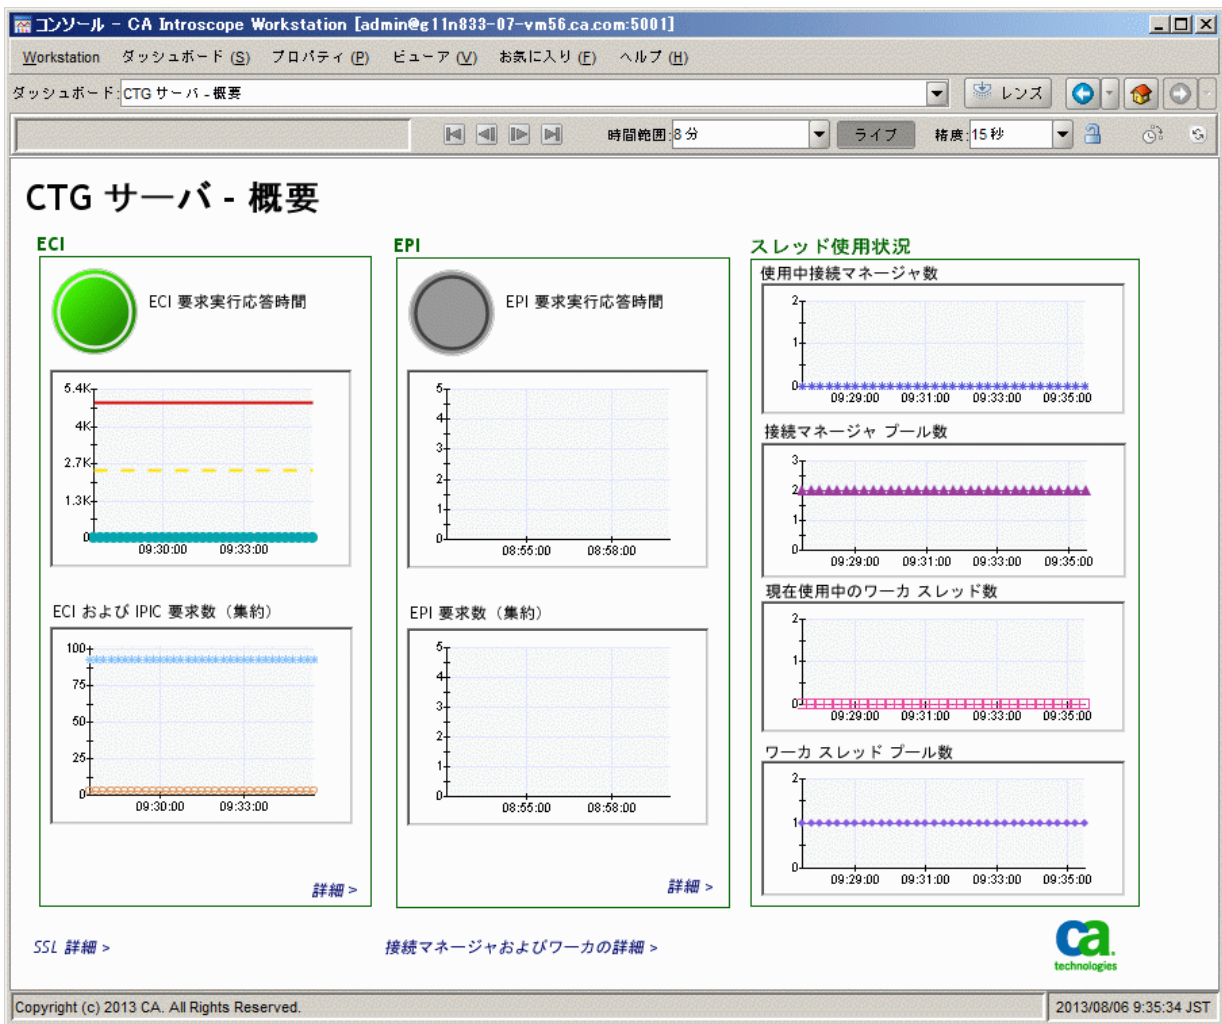 コンソール - CA Introscope Workstation [admin@g11n833-07-vm56.ca.com:5001]
Workstation ダッシュボード (S) プロパティ (P) ビューア (V) お気に入り (F) ヘルプ (H)
ダッシュボード: CTG サーバ - 概要 レンズ
時間範囲: 8 分 ライブ 精度: 15 秒
CTG サーバ - 概要
ECI
ECI 要求実行応答時間
5.4K
4K
2.7K
1.3K
0
09:30:00 09:33:00
ECI および IPIC 要求数（集約）
100
75
50
25
0
09:30:00 09:33:00
詳細 >
EPI
EPI 要求実行応答時間
5
4
3
2
1
0
08:55:00 08:58:00
EPI 要求数（集約）
5
4
3
2
1
0
08:55:00 08:58:00
詳細 >
スレッド使用状況
使用中接続マネージャ数
2
1
0
09:29:00 09:31:00 09:33:00 09:35:00
接続マネージャ プール数
3
2
1
0
09:29:00 09:31:00 09:33:00 09:35:00
現在使用中のワーカ スレッド数
2
1
0
09:29:00 09:31:00 09:33:00 09:35:00
ワーカ スレッド プール数
2
1
0
09:29:00 09:31:00 09:33:00 09:35:00
SSL 詳細 >
接続マネージャおよびワーカの詳細 >
ca.
technologies
Copyright (c) 2013 CA. All Rights Reserved.
2013/08/06 9:35:34 JST